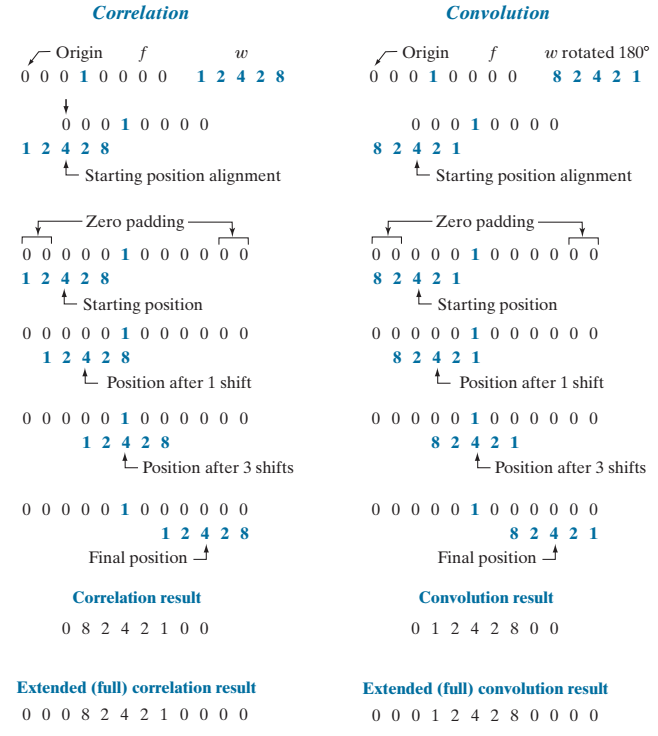 Correlation
Origin f w
0 0 0 1 0 0 0 0 1 2 4 2 8
0 0 0 1 0 0 0 0
1 2 4 2 8
Starting position alignment
Zero padding
0 0 0 0 0 1 0 0 0 0 0 0
1 2 4 2 8
Starting position
0 0 0 0 0 1 0 0 0 0 0 0
1 2 4 2 8
Position after 1 shift
0 0 0 0 0 1 0 0 0 0 0 0
1 2 4 2 8
Position after 3 shifts
0 0 0 0 0 1 0 0 0 0 0 0
1 2 4 2 8
Final position
Correlation result
0 8 2 4 2 1 0 0
Extended (full) correlation result
0 0 0 8 2 4 2 1 0 0 0 0
Convolution
Origin f w rotated 180°
0 0 0 1 0 0 0 0 8 2 4 2 1
0 0 0 1 0 0 0 0
8 2 4 2 1
Starting position alignment
Zero padding
0 0 0 0 0 1 0 0 0 0 0 0
8 2 4 2 1
Starting position
0 0 0 0 0 1 0 0 0 0 0 0
8 2 4 2 1
Position after 1 shift
0 0 0 0 0 1 0 0 0 0 0 0
8 2 4 2 1
Position after 3 shifts
0 0 0 0 0 1 0 0 0 0 0 0
8 2 4 2 1
Final position
Convolution result
0 1 2 4 2 8 0 0
Extended (full) convolution result
0 0 0 1 2 4 2 8 0 0 0 0